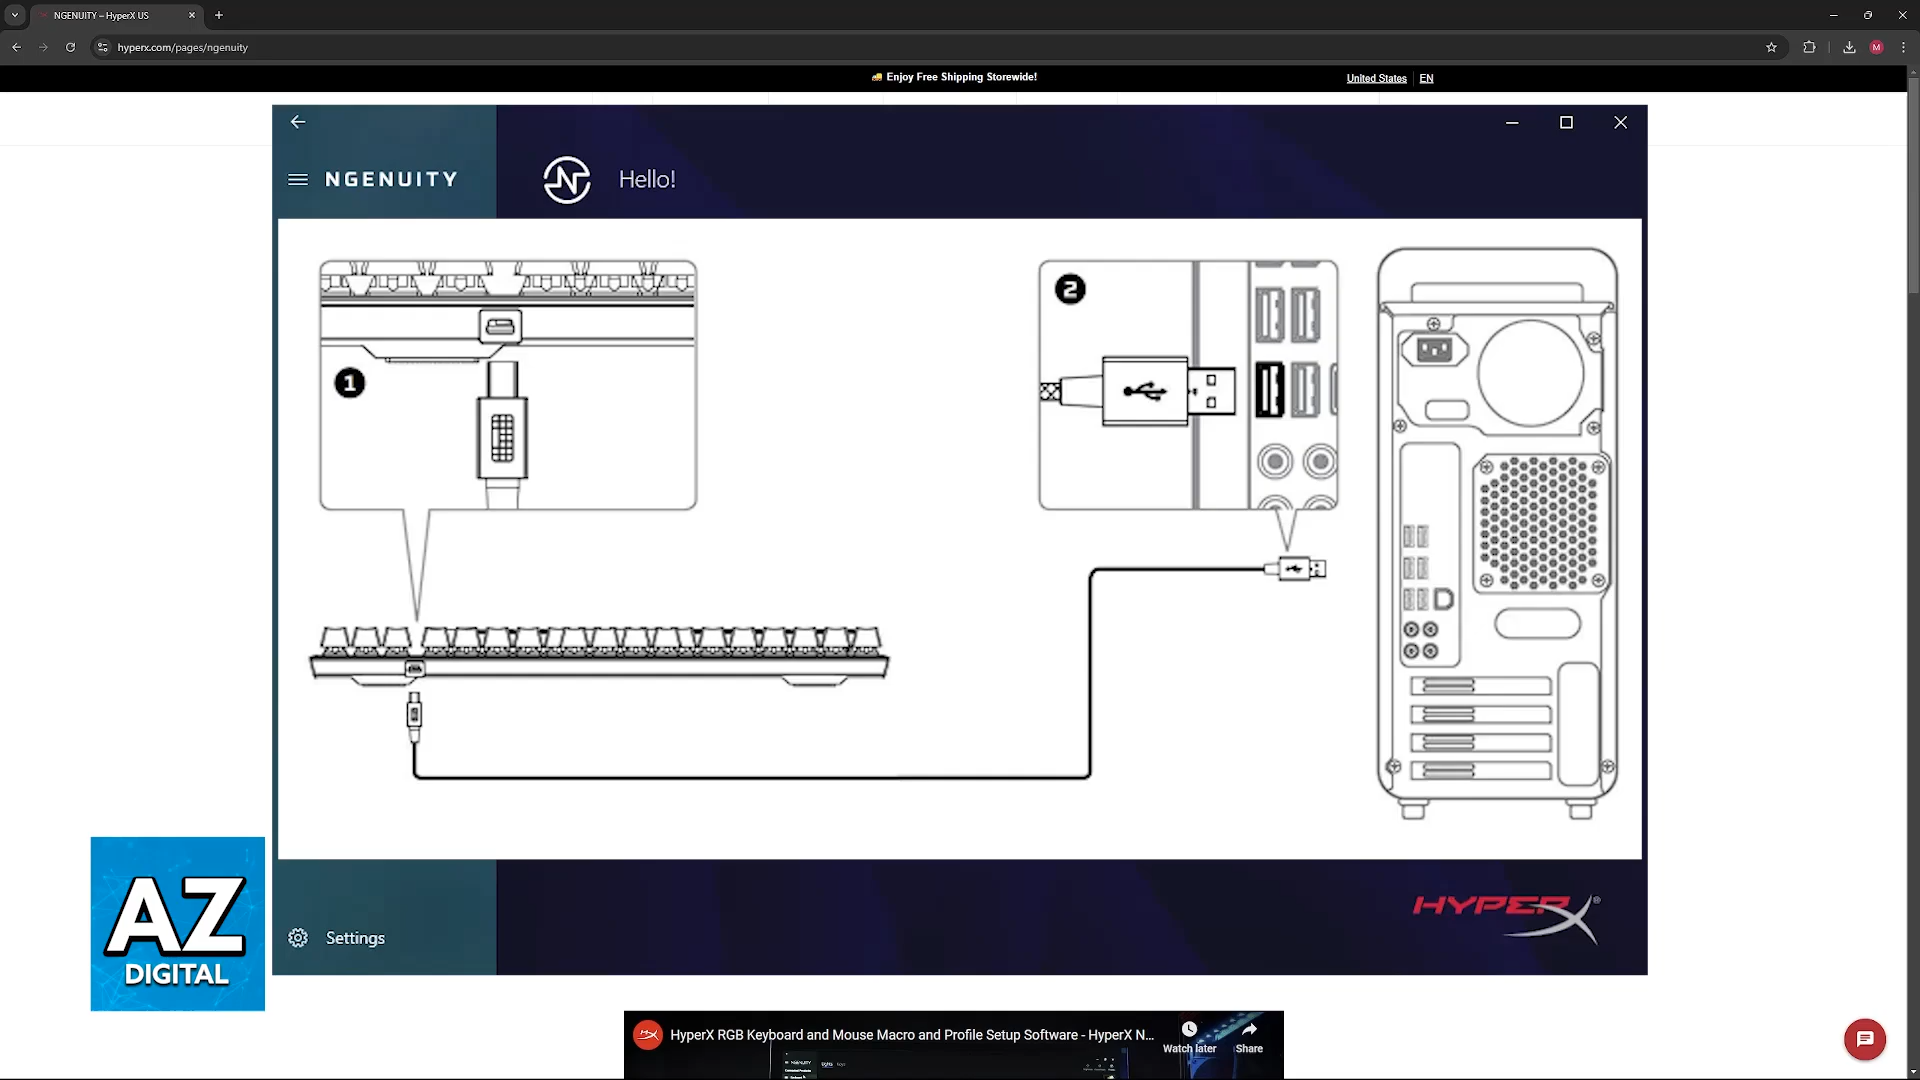 NGENUITY – HyperX US
hyperx.com/pages/ngenuity
M
🚚 Enjoy Free Shipping Storewide!
United States
EN
NGENUITY
Hello!
1
2
Settings
HYPERX®
AZ
DIGITAL
HyperX RGB Keyboard and Mouse Macro and Profile Setup Software - HyperX N...
Watch later
Share